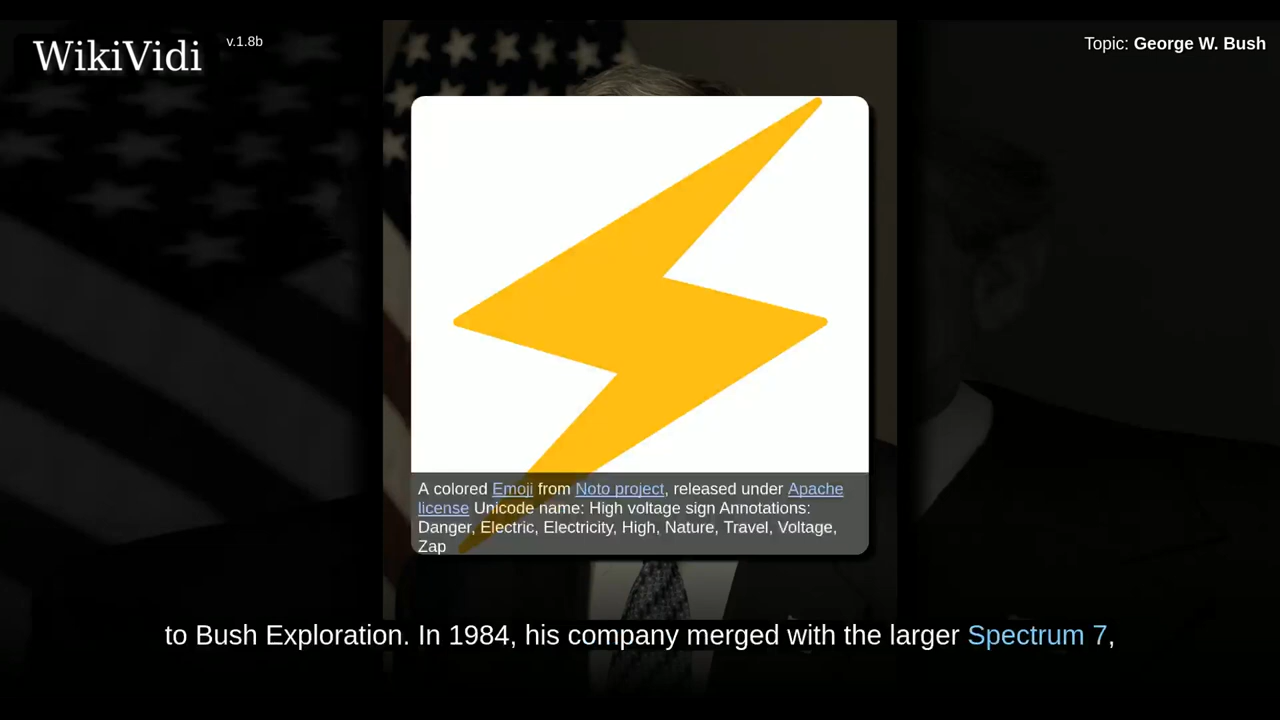 WikiVidi
v.1.8b
Topic: George W. Bush
A colored Emoji from Noto project, released under Apache
license Unicode name: High voltage sign Annotations:
Danger, Electric, Electricity, High, Nature, Travel, Voltage,
Zap
to Bush Exploration. In 1984, his company merged with the larger Spectrum 7,